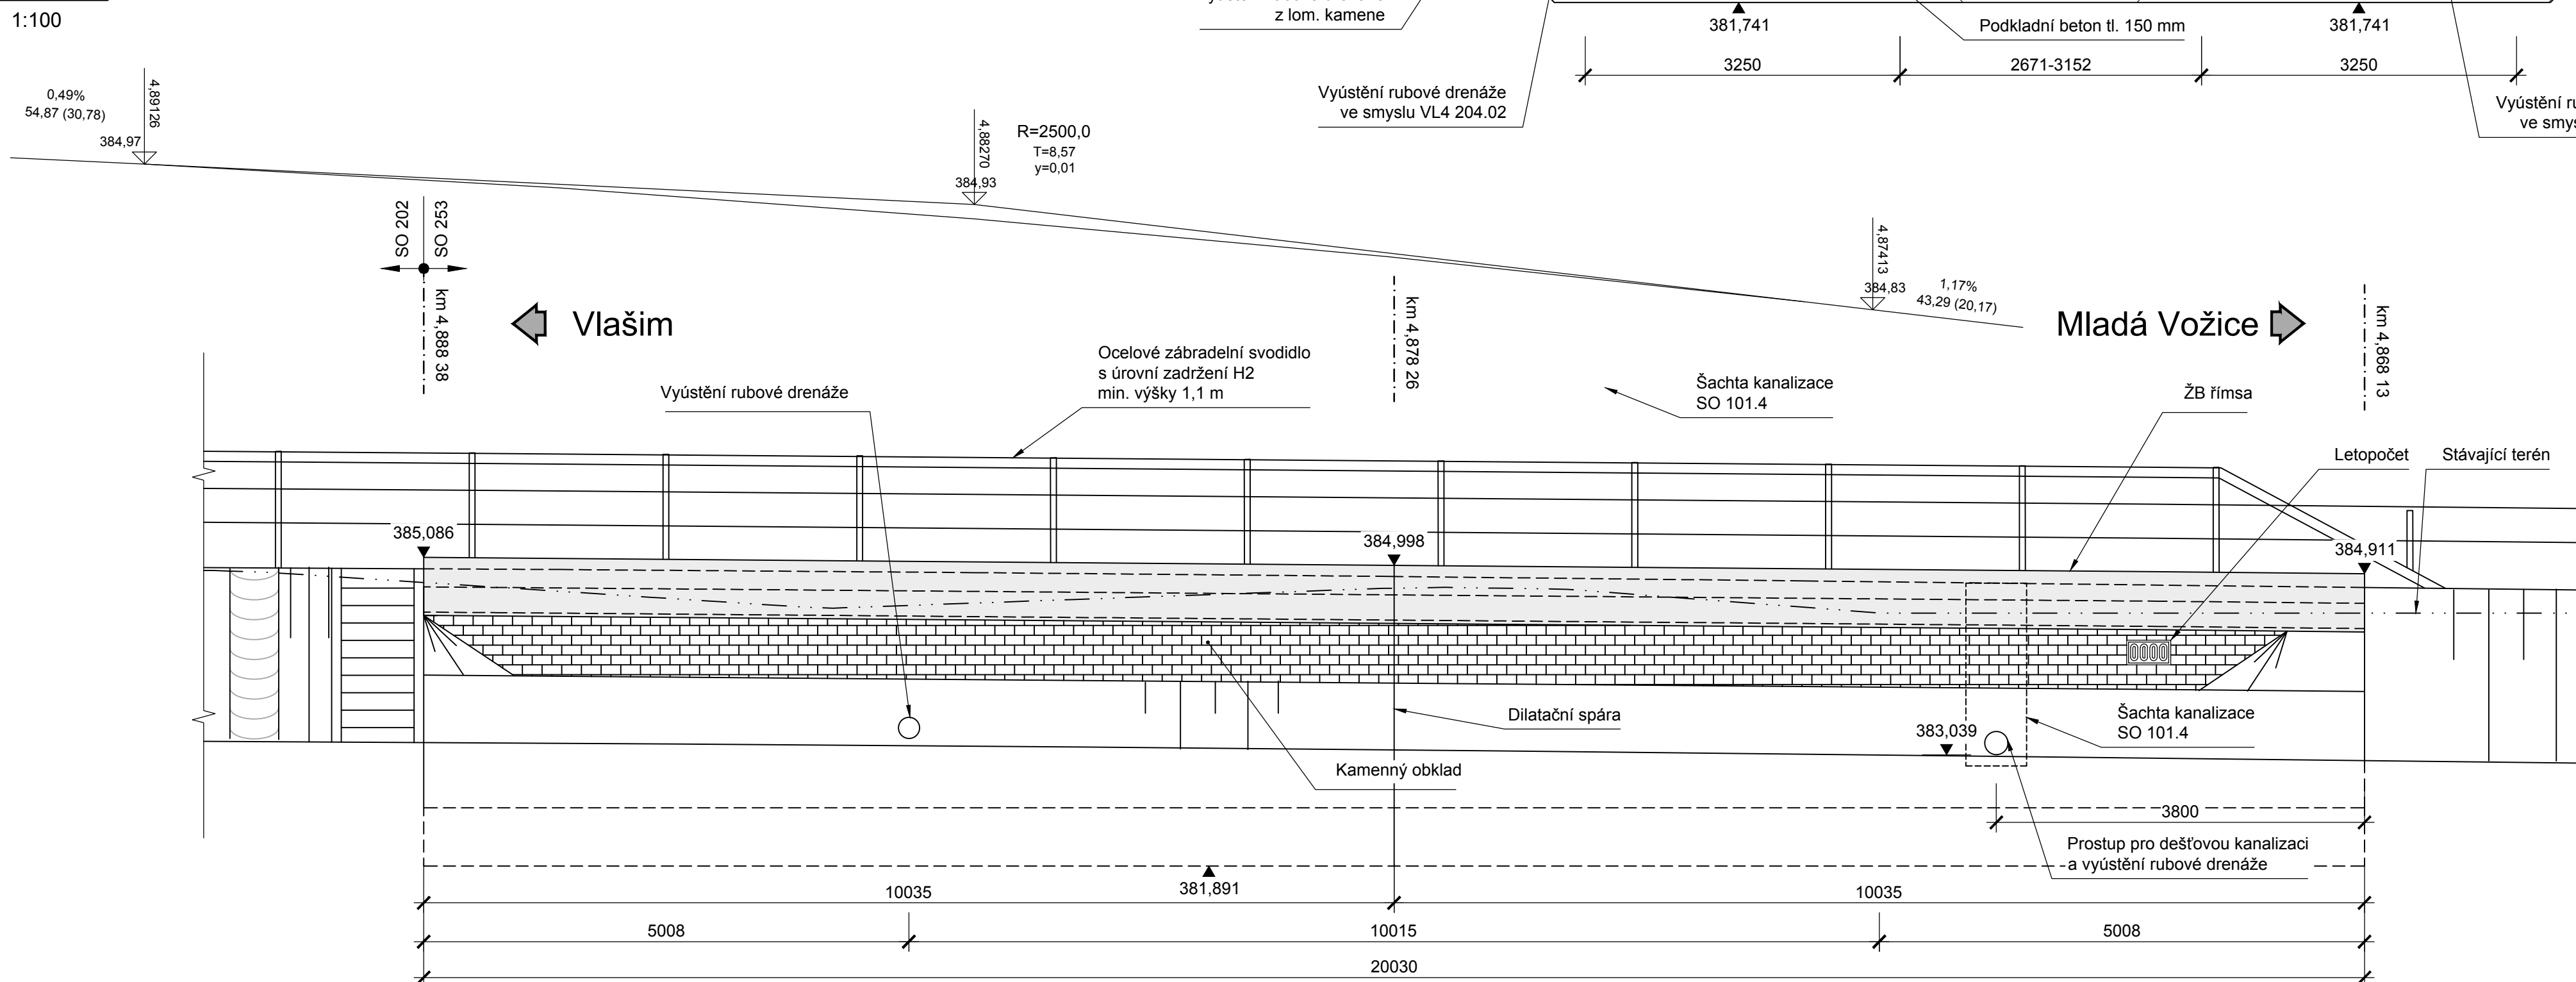 1:100
z lom. kamene
381,741
Podkladní beton tl. 150 mm
381,741
3250
2671-3152
3250
Vyústění rubové drenáže
ve smyslu VL4 204.02
0,49%
54,87 (30,78)
384,97
4,89126
4,88270
384,93
R=2500,0
T=8,57
y=0,01
4,87413
384,83
1,17%
43,29 (20,17)
SO 202
SO 253
km 4,888 38
Vlašim
km 4,878 26
Mladá Vožice
km 4,868 13
Vyústění rubové drenáže
Ocelové zábradelní svodidlo
s úrovní zadržení H2
min. výšky 1,1 m
Šachta kanalizace
SO 101.4
ŽB římsa
Letopočet
Stávající terén
385,086
384,998
384,911
0000
Dilatační spára
383,039
Šachta kanalizace
SO 101.4
Kamenný obklad
3800
Prostup pro dešťovou kanalizaci
a vyústění rubové drenáže
381,891
10035
10035
5008
10015
5008
20030